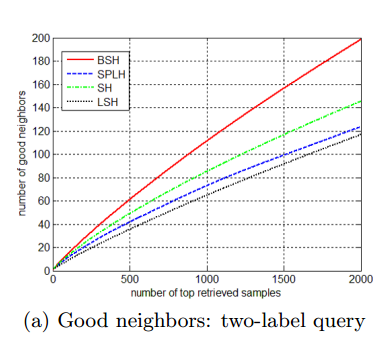 200
180
160
140
120
100
80
60
40
20
0
number of good neighbors
BSH
SPLH
SH
LSH
0 500 1000 1500 2000
number of top retrieved samples
(a) Good neighbors: two-label query